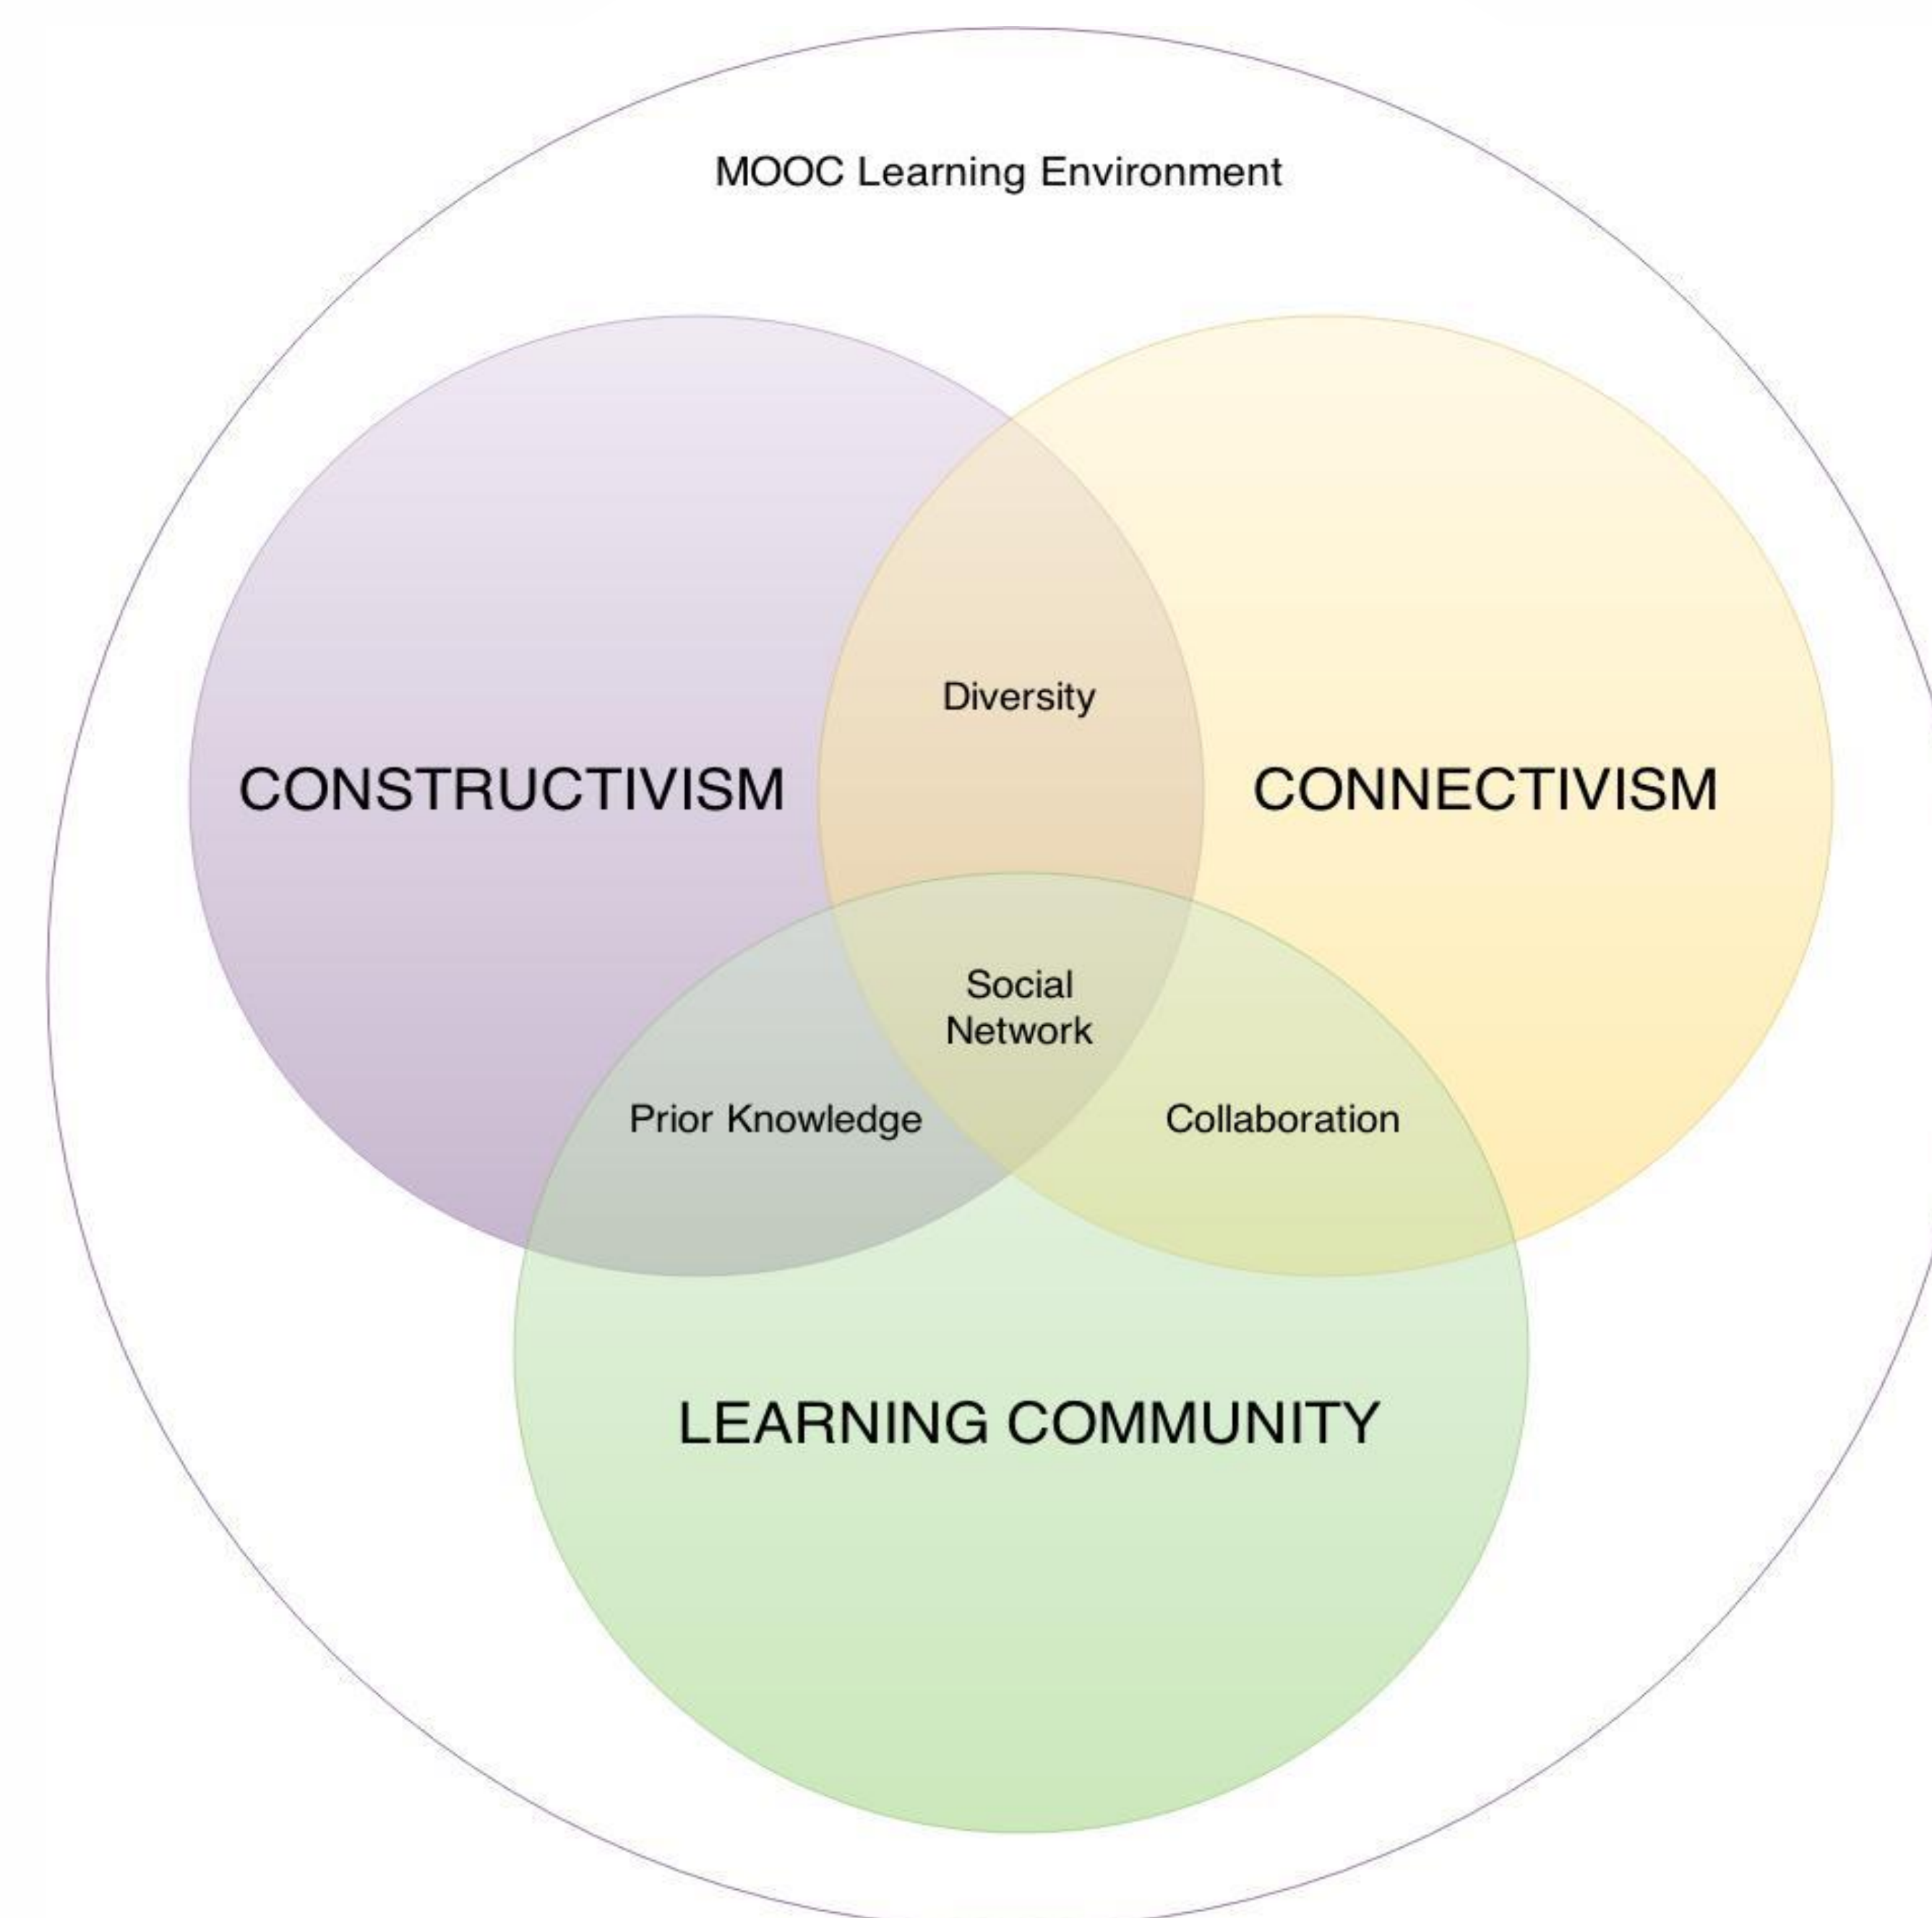 MOOC Learning Environment
Diversity
CONSTRUCTIVISM
CONNECTIVISM
Social
Network
Prior Knowledge
Collaboration
LEARNING COMMUNITY